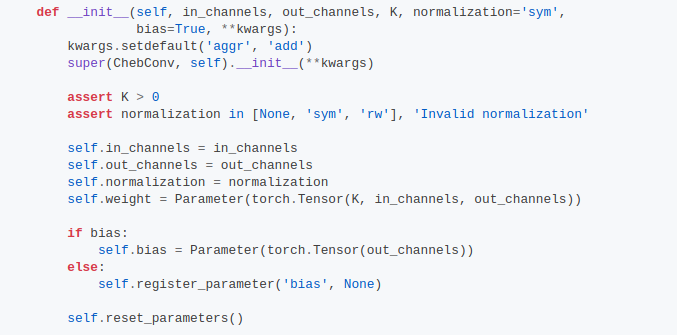 def __init__(self, in_channels, out_channels, K, normalization='sym',
             bias=True, **kwargs):
    kwargs.setdefault('aggr', 'add')
    super(ChebConv, self).__init__(**kwargs)

    assert K > 0
    assert normalization in [None, 'sym', 'rw'], 'Invalid normalization'

    self.in_channels = in_channels
    self.out_channels = out_channels
    self.normalization = normalization
    self.weight = Parameter(torch.Tensor(K, in_channels, out_channels))

    if bias:
        self.bias = Parameter(torch.Tensor(out_channels))
    else:
        self.register_parameter('bias', None)

    self.reset_parameters()